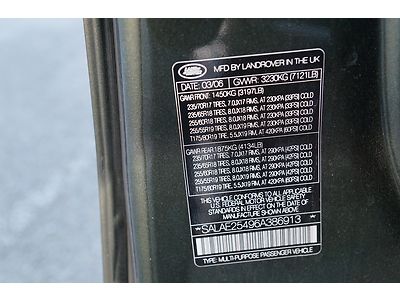 LAND ROVER
MFD BY LANDROVER IN THE UK
DATE: 03/06 GVWR: 3230KG (7121LB)
GAWR FRONT: 1450KG (3197LB)
235/70R17 TIRES, 7.0JX17 RIMS, AT 230KPA (33PSI) COLD
235/65R18 TIRES, 8.0JX18 RIMS, AT 230KPA (33PSI) COLD
255/60R18 TIRES, 8.0JX18 RIMS, AT 230KPA (33PSI) COLD
255/55R19 TIRES, 8.0JX19 RIMS, AT 230KPA (33PSI) COLD
T175/80R19 TIRE, 5.5JX19 RIM, AT 420KPA (60PSI) COLD
GAWR REAR: 1875KG (4134LB)
235/70R17 TIRES, 7.0JX17 RIMS, AT 290KPA (42PSI) COLD
235/65R18 TIRES, 8.0JX18 RIMS, AT 290KPA (42PSI) COLD
255/60R18 TIRES, 8.0JX18 RIMS, AT 290KPA (42PSI) COLD
255/55R19 TIRES, 8.0JX19 RIMS, AT 290KPA (42PSI) COLD
T175/80R19 TIRE, 5.5JX19 RIM, AT 420KPA (60PSI) COLD
THIS VEHICLE CONFORMS TO ALL APPLICABLE
U.S. FEDERAL MOTOR VEHICLE SAFETY
STANDARDS IN EFFECT ON THE DATE OF
MANUFACTURE SHOWN ABOVE
*SALAE25496A386913*
TYPE: MULTI-PURPOSE PASSENGER VEHICLE